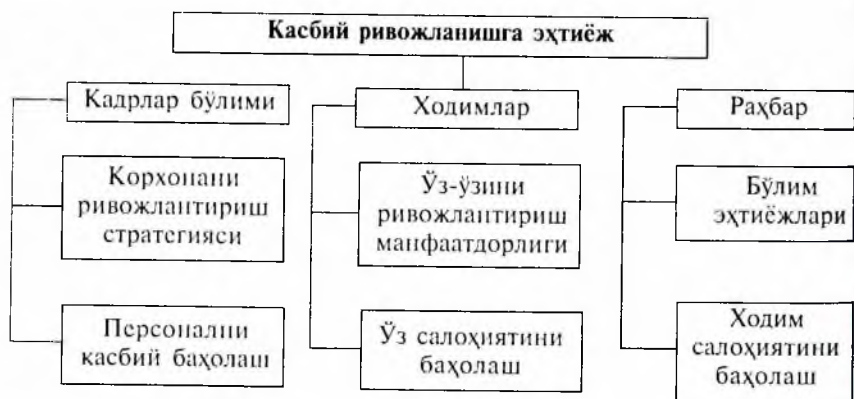 Касбий ривожланишга эҳтиёж
Кадрлар бўлими
Ходимлар
Раҳбар
Корхонани
ривожлантириш
стратегияси
Ўз-ўзини
ривожлантириш
манфаатдорлиги
Бўлим
эҳтиёжлари
Персонални
касбий баҳолаш
Ўз салоҳиятини
баҳолаш
Ходим
салоҳиятини
баҳолаш